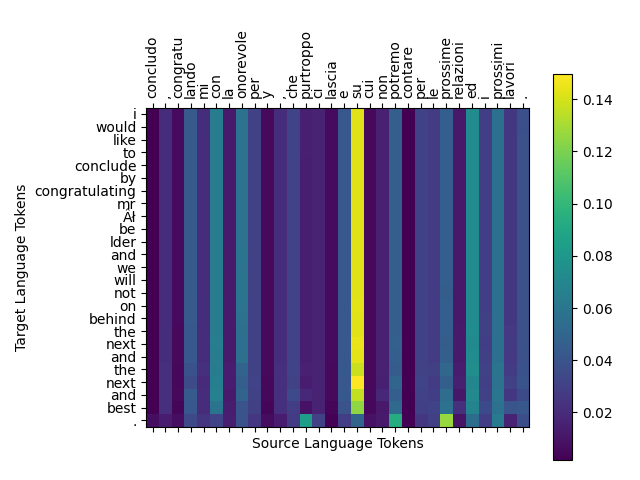 concludo
,
congratu
lando
mi
con
la
onorevole
per
y
,
che
purtroppo
ci
lascia
e
su
cui
non
potremo
contare
per
le
prossime
relazioni
ed
i
prossimi
lavori
.
Target Language Tokens
i
would
like
to
conclude
by
congratulating
mr
Ał
be
lder
and
we
will
not
on
behind
the
next
and
the
next
and
best
.
Source Language Tokens
0.14
0.12
0.10
0.08
0.06
0.04
0.02